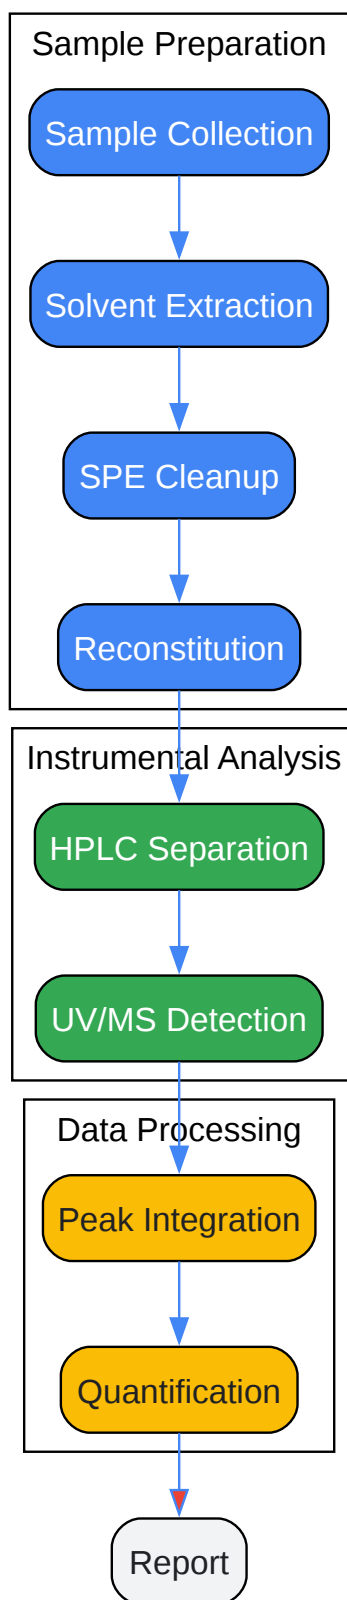 Sample Preparation
Sample Collection
Solvent Extraction
SPE Cleanup
Reconstitution
Instrumental Analysis
HPLC Separation
UV/MS Detection
Data Processing
Peak Integration
Quantification
Report